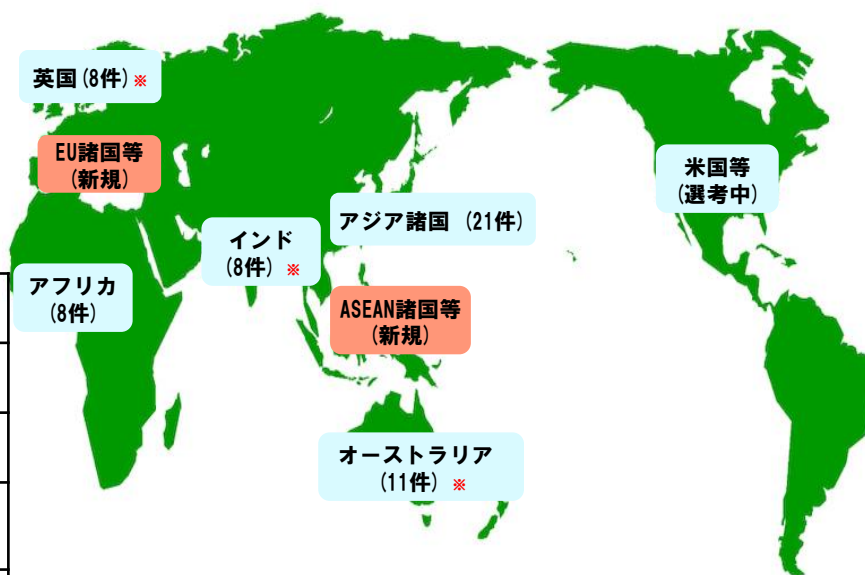 英国(8件)※
EU諸国等
(新規)
米国等
(選考中)
アジア諸国 (21件)
インド
(8件) ※
アフリカ
(8件)
ASEAN諸国等
(新規)
オーストラリア
(11件) ※